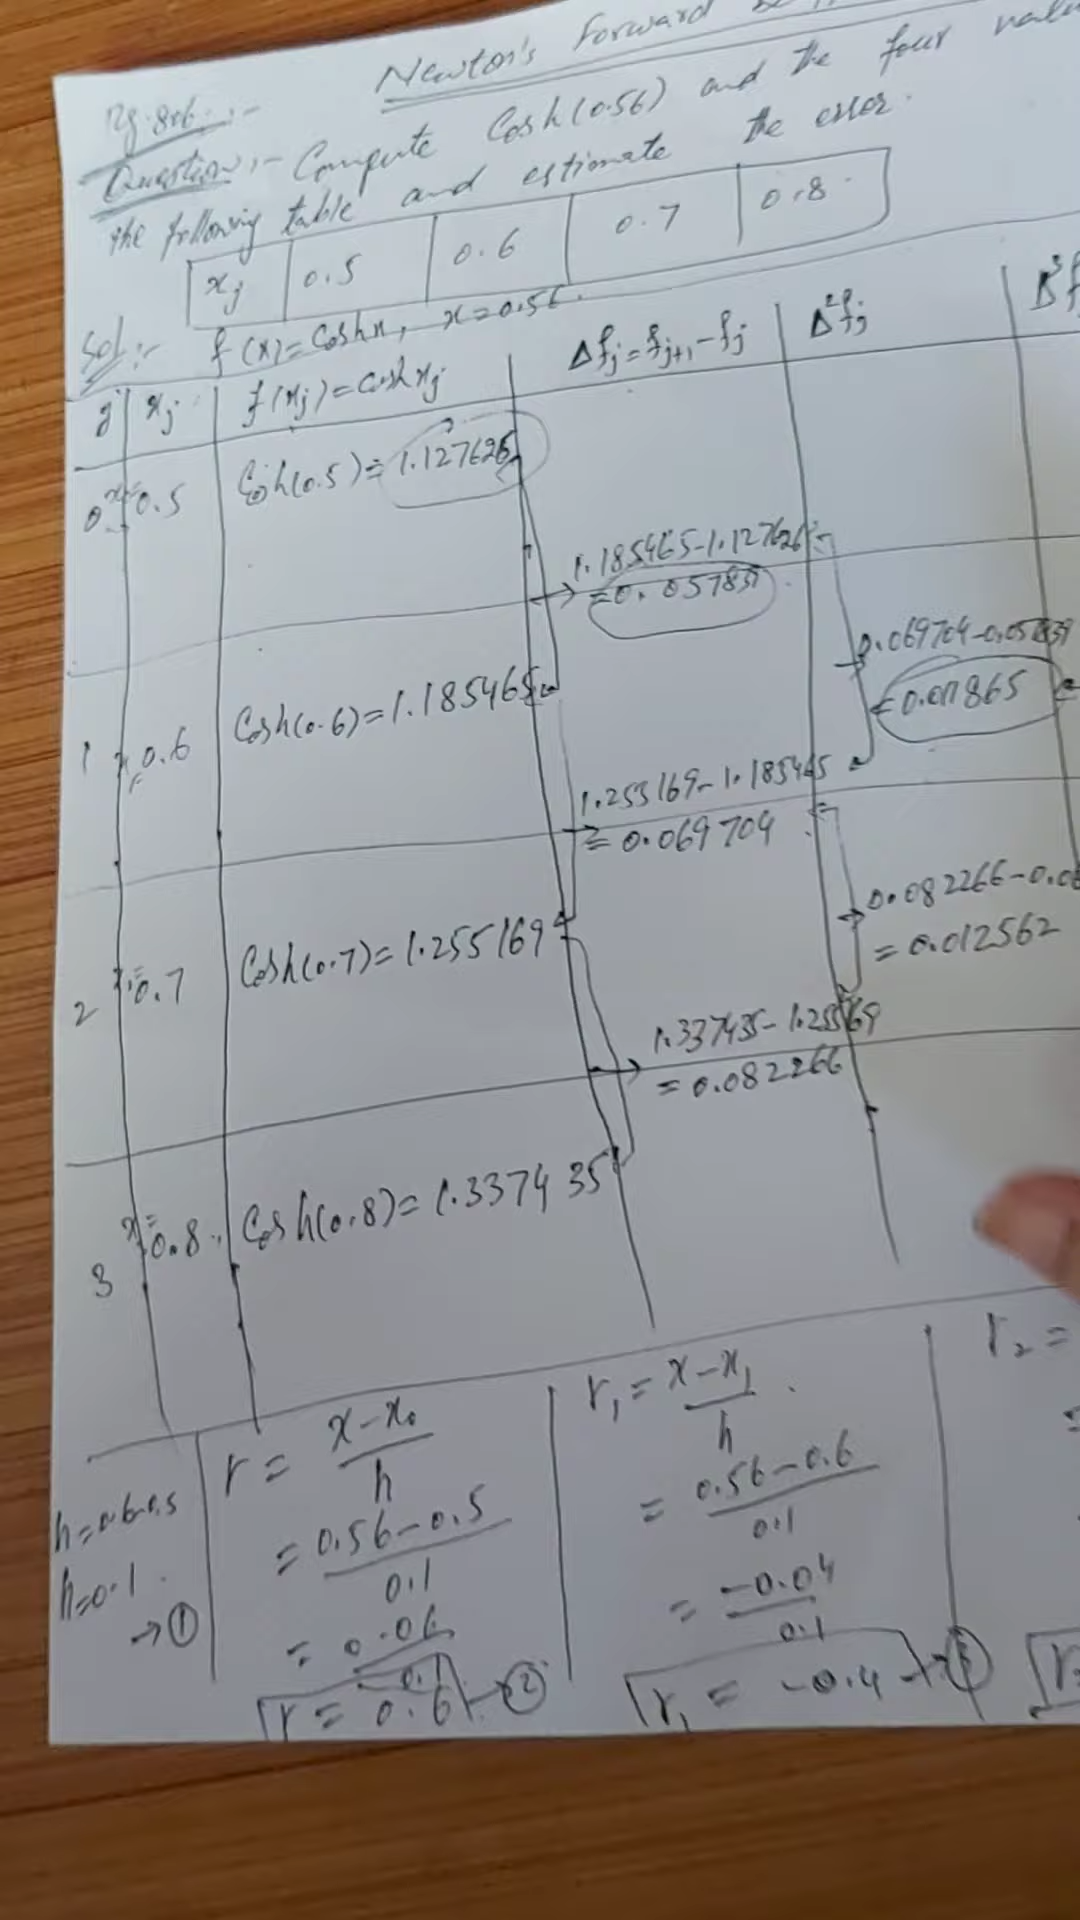 Newton's Forward
Pg.806:-
Question:- Compute Cosh(0.56) and the four
the following table and estimate the error.
xj 0.5 0.6 0.7 0.8
Sol:- f(x)=coshx, x=0.56.
j xj f(xj)=coshxj Δfj=fj+1-fj Δ²fj Δ³f
0 x=0.5 Cosh(0.5)=1.127626
1.185465-1.127626
=0.057839
0.069704-0.057839
=0.011865
1 0.6 Cosh(0.6)=1.185465
1.255169-1.185465
=0.069704
0.082266-0.06
=0.012562
2 0.7 Cosh(0.7)=1.255169
1.337435-1.255169
=0.082266
3 0.8 Cosh(0.8)=1.337435
h=0.6-0.5
h=0.1
→①
r = x-x₀/h
= 0.56-0.5/0.1
= 0.06/0.1
r = 0.6 →②
r₁ = x-x₁/h
= 0.56-0.6/0.1
= -0.04/0.1
r₁ = -0.4
r₂ =
=